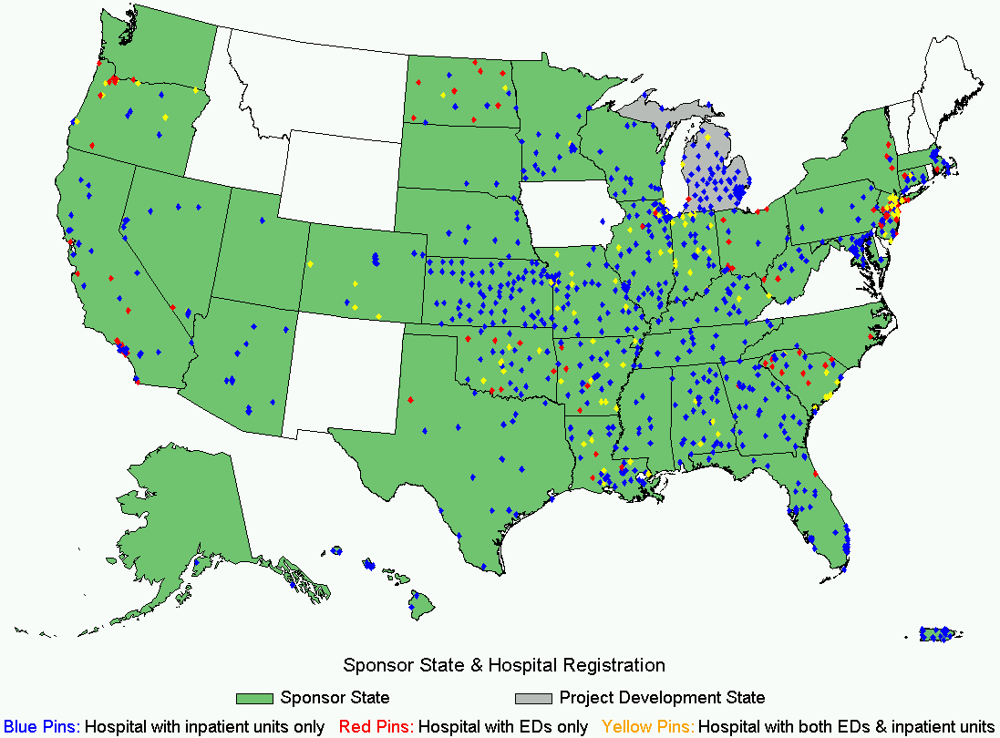 Sponsor State & Hospital Registration
Sponsor State Project Development State
Blue Pins: Hospital with inpatient units only Red Pins: Hospital with EDs only Yellow Pins: Hospital with both EDs & inpatient units